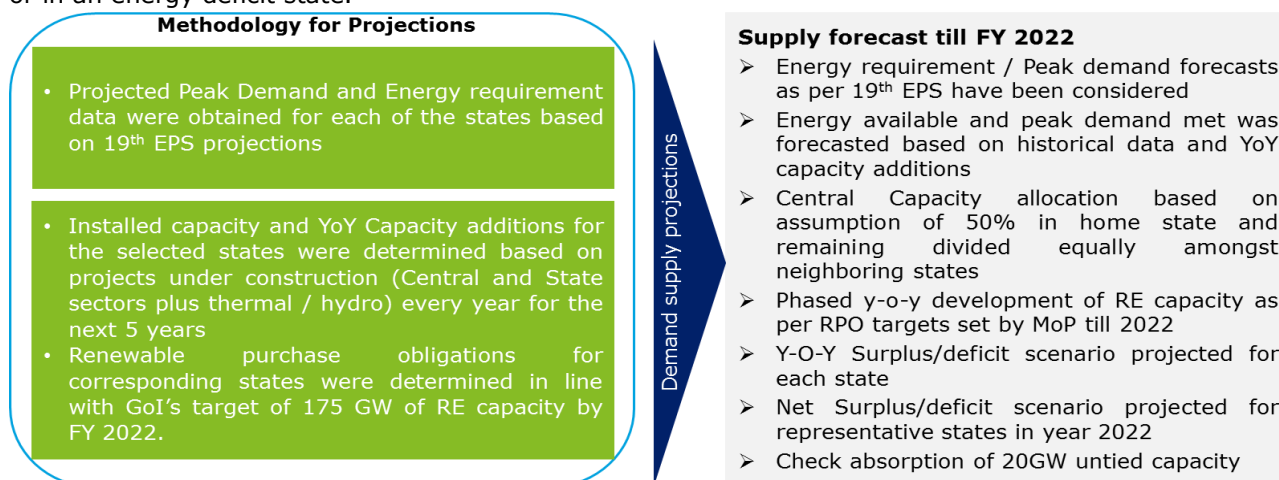 or in an energy deficit state.
Methodology for Projections
• Projected Peak Demand and Energy requirement
data were obtained for each of the states based
on 19th EPS projections
• Installed capacity and YoY Capacity additions for
the selected states were determined based on
projects under construction (Central and State
sectors plus thermal / hydro) every year for the
next 5 years
• Renewable purchase obligations for
corresponding states were determined in line
with GoI's target of 175 GW of RE capacity by
FY 2022.
Demand supply projections
Supply forecast till FY 2022
➢ Energy requirement / Peak demand forecasts
as per 19th EPS have been considered
➢ Energy available and peak demand met was
forecasted based on historical data and YoY
capacity additions
➢ Central Capacity allocation based on
assumption of 50% in home state and
remaining divided equally amongst
neighboring states
➢ Phased y-o-y development of RE capacity as
per RPO targets set by MoP till 2022
➢ Y-O-Y Surplus/deficit scenario projected for
each state
➢ Net Surplus/deficit scenario projected for
representative states in year 2022
➢ Check absorption of 20GW untied capacity